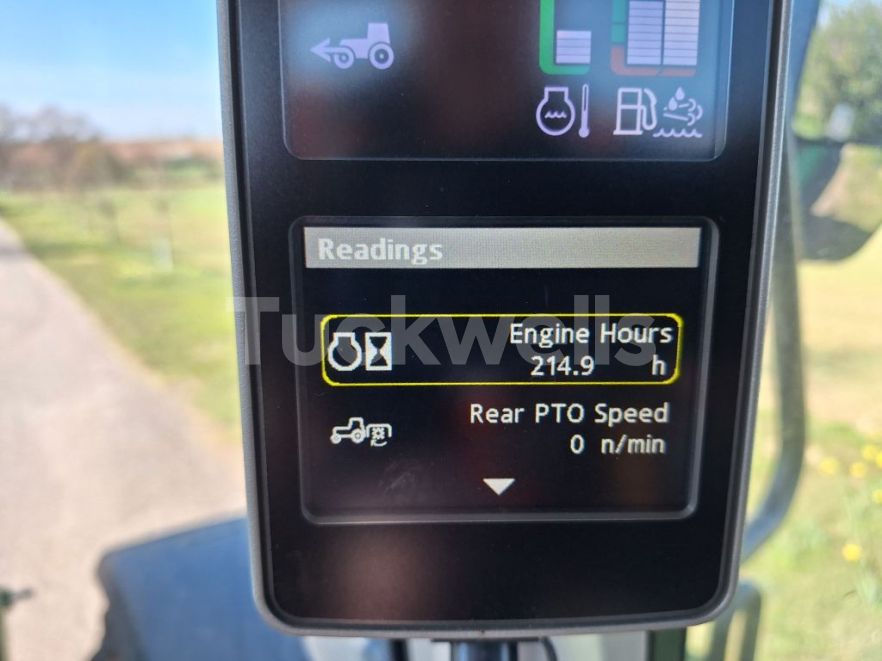 Readings
Engine Hours
214.9 h
Rear PTO Speed
0 n/min
Tuckwells